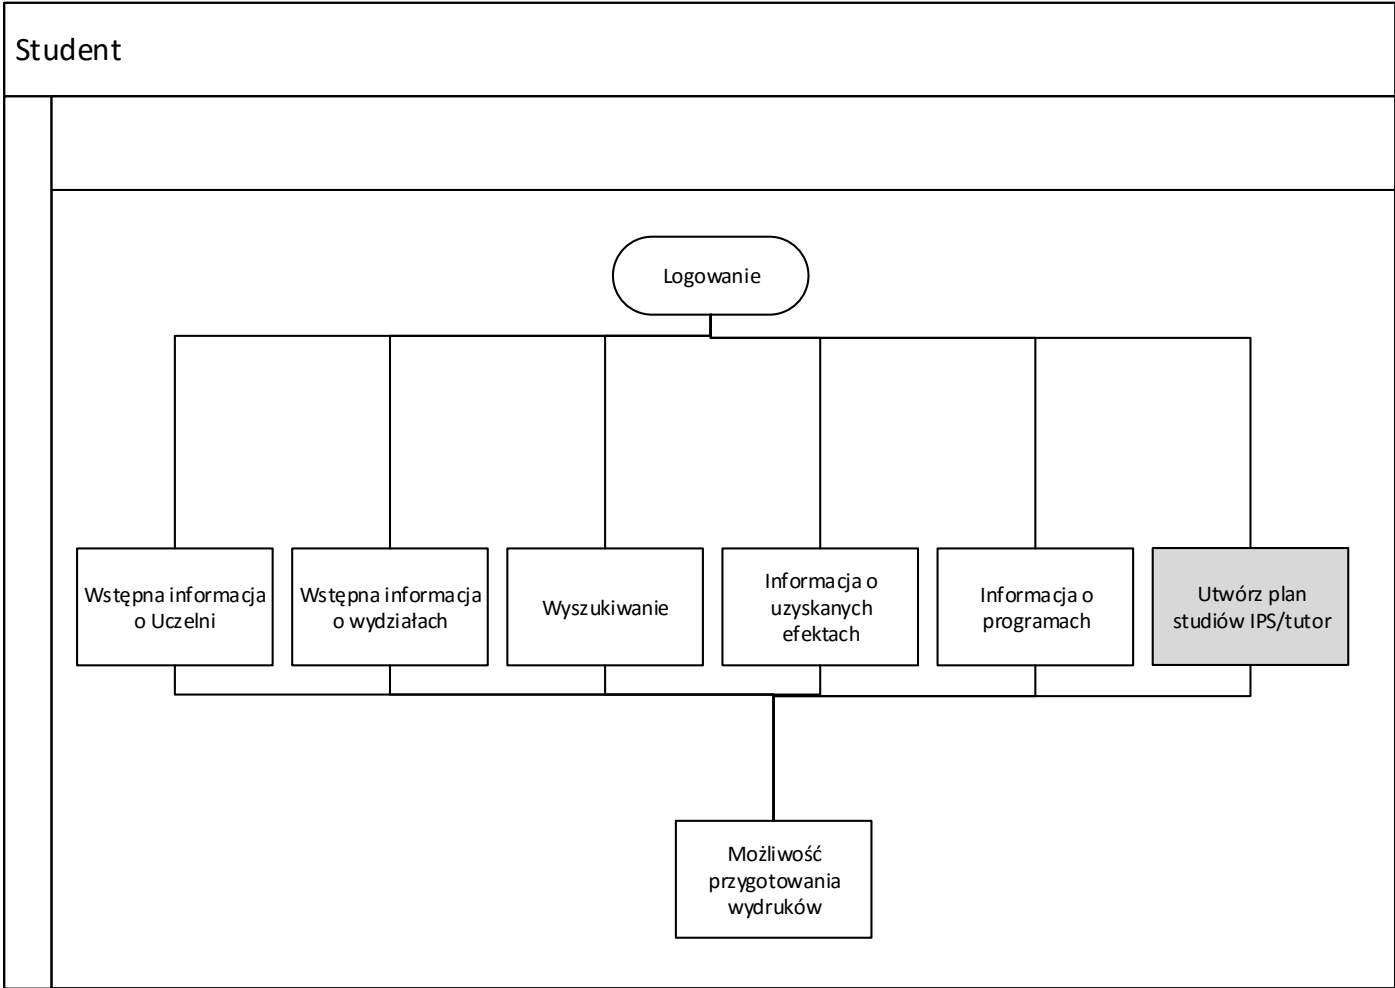 Student
Logowanie
Wstępna informacja
o Uczelni
Wstępna informacja
o wydziałach
Wyszukiwanie
Informacja o
uzyskanych
efektach
Informacja o
programach
Utwórz plan
studiów IPS/tutor
Możliwość
przygotowania
wydruków